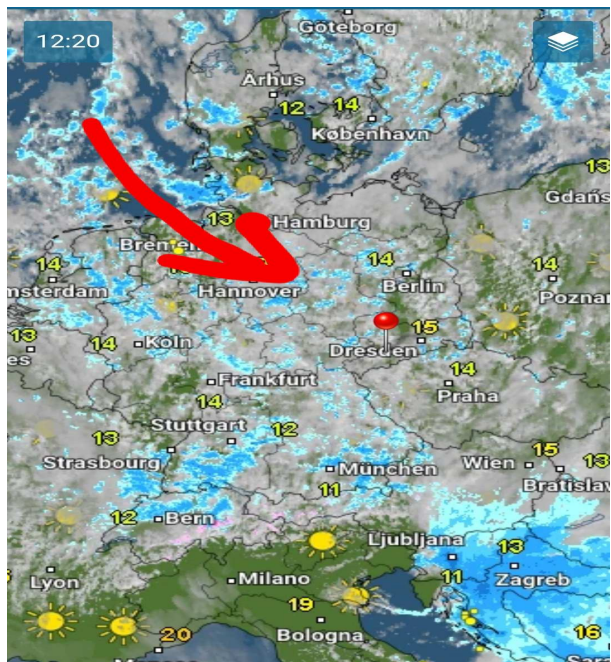 12:20
Göteborg
Århus
12
14
København
13
Gdańs
13
Hamburg
Bremen
14
14
14
msterdam
Hannover
Berlin
Poznań
13
es
14
Köln
15
Dresden
14
Frankfurt
Praha
14
Stuttgart
12
13
Strasbourg
München
Wien
15
13
Bratislav
11
12
Bern
Ljubljana
13
11
Zagreb
Lyon
Milano
19
20
Bologna
16